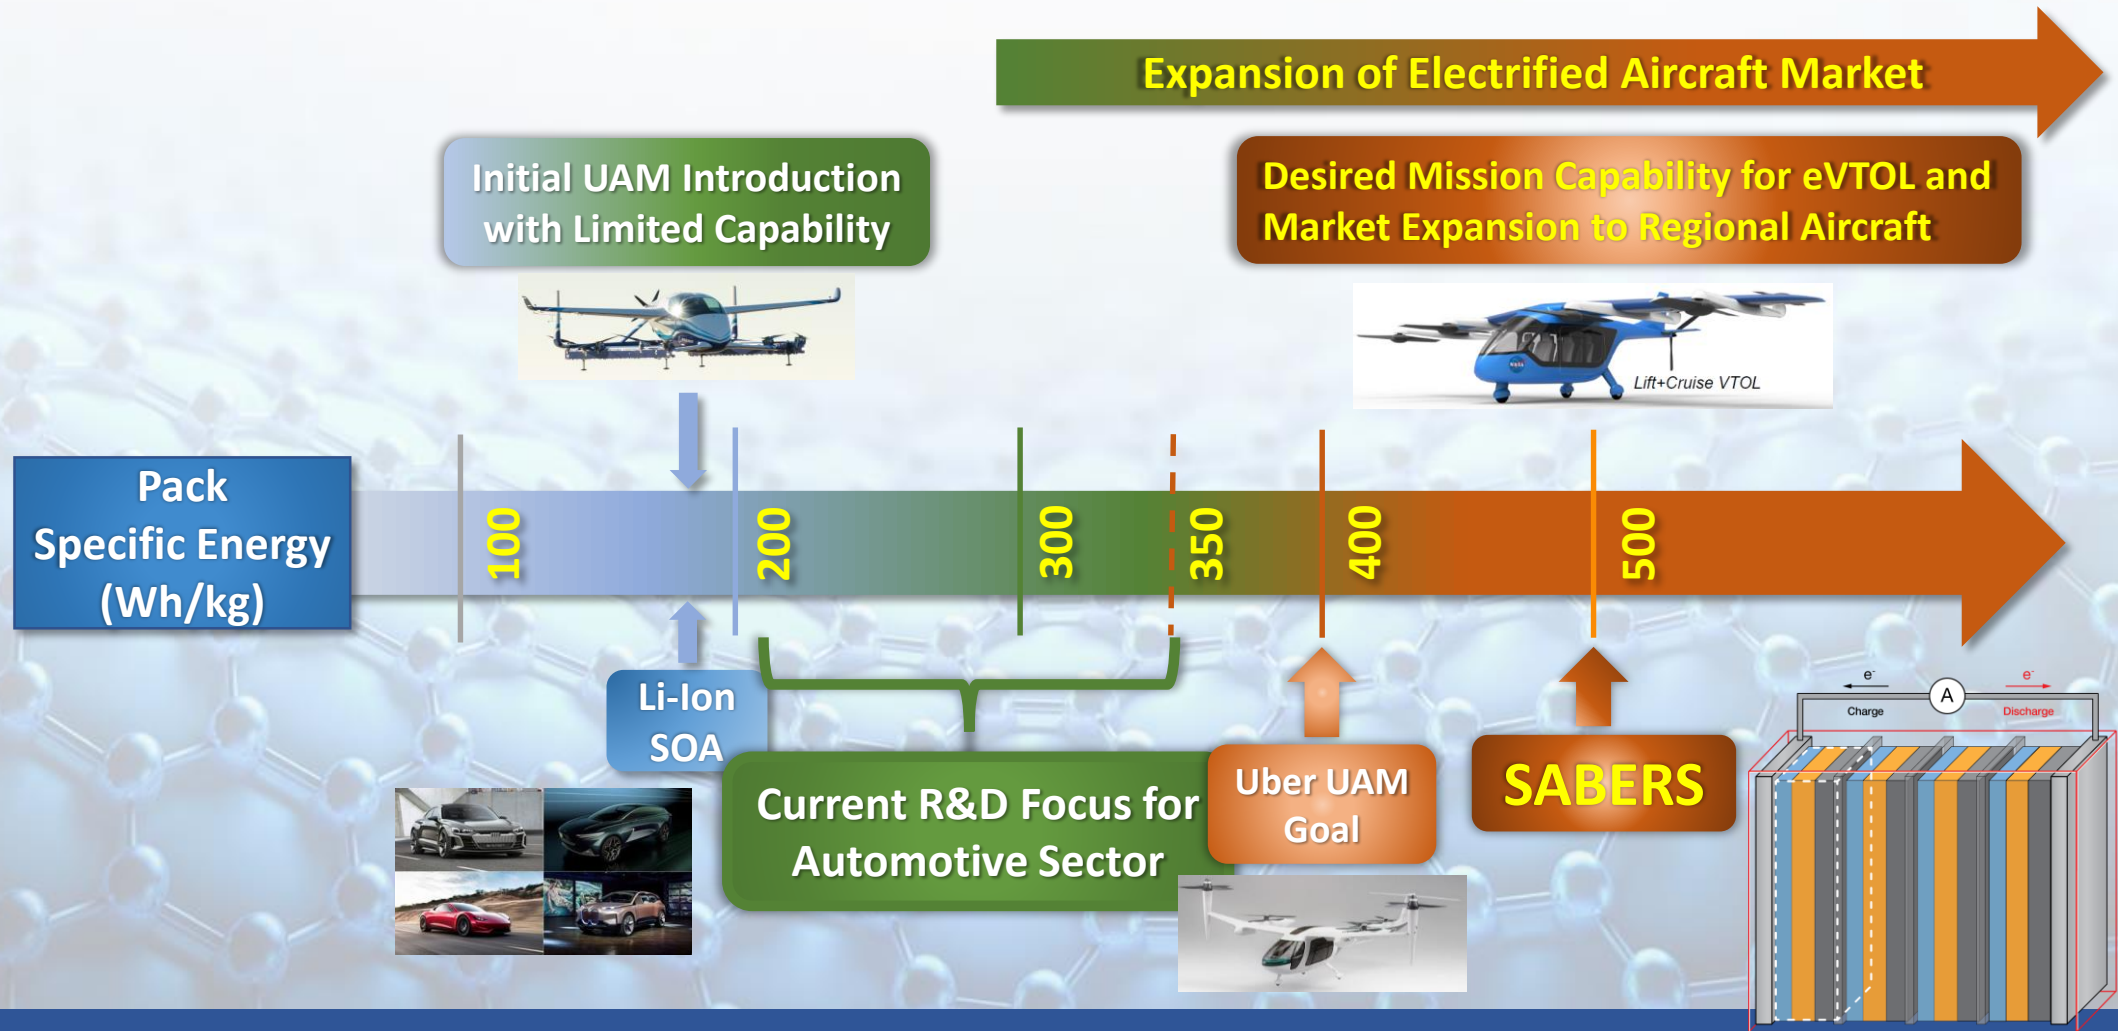 Expansion of Electrified Aircraft Market
Initial UAM Introduction
with Limited Capability
Desired Mission Capability for eVTOL and
Market Expansion to Regional Aircraft
NASA
Lift+Cruise VTOL
Pack
Specific Energy
(Wh/kg)
100
200
300
350
400
500
Li-Ion
SOA
Current R&D Focus for
Automotive Sector
Uber UAM
Goal
SABERS
e-
A
e-
Charge
Discharge